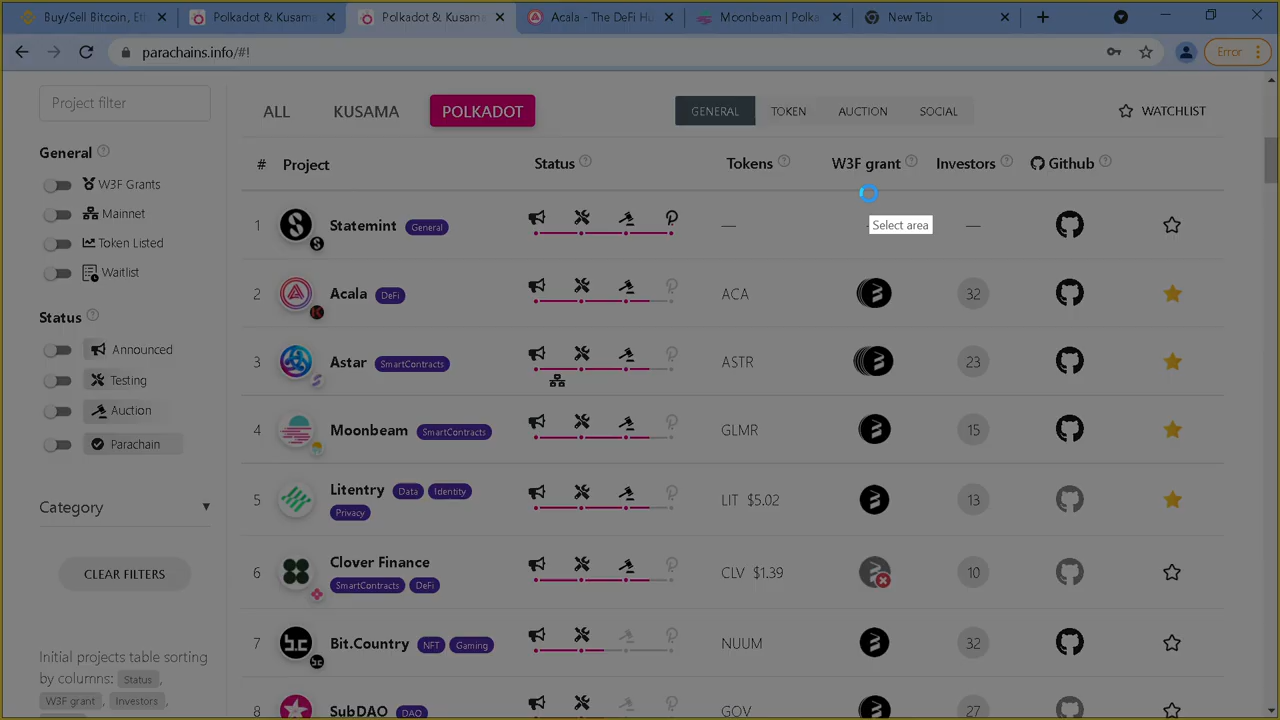 Buy/Sell Bitcoin, Eth
Polkadot & Kusama
Polkadot & Kusama
Acala - The DeFi Hu
Moonbeam | Polka
New Tab
parachains.info/#!
Error
Project filter
ALL
KUSAMA
POLKADOT
GENERAL
TOKEN
AUCTION
SOCIAL
WATCHLIST
General
W3F Grants
Mainnet
Token Listed
Waitlist
Status
Announced
Testing
Auction
Parachain
Category
CLEAR FILTERS
Initial projects table sorting
by columns: Status,
W3F grant, Investors,
# Project Status Tokens W3F grant Investors Github
Select area
1 Statemint General — —
2 Acala DeFi ACA 32
3 Astar SmartContracts ASTR 23
4 Moonbeam SmartContracts GLMR 15
5 Litentry Data Identity LIT $5.02 13
Privacy
6 Clover Finance CLV $1.39 10
SmartContracts DeFi
7 Bit.Country NFT Gaming NUUM 32
8 SubDAO DAO GOV 27